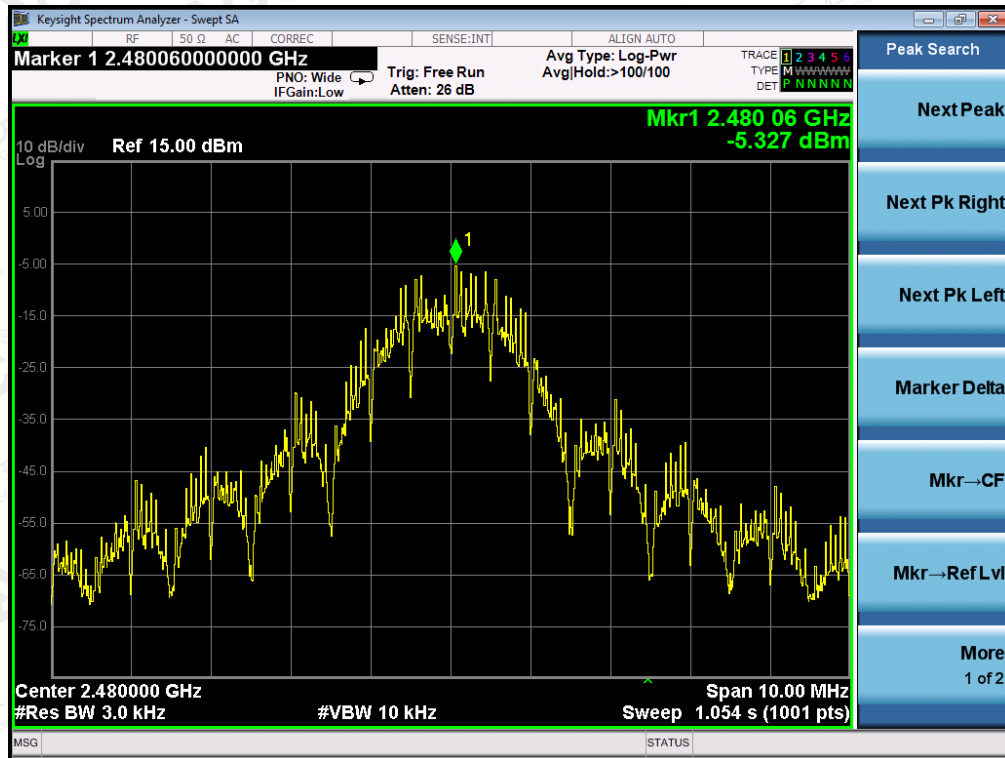 Keysight Spectrum Analyzer - Swept SA
LXI RF 50 Ω AC CORREC SENSE:INT ALIGN AUTO
Marker 1 2.480060000000 GHz
PNO: Wide
IFGain:Low
Trig: Free Run
Atten: 26 dB
Avg Type: Log-Pwr
Avg|Hold:>100/100
TRACE 1 2 3 4 5 6
TYPE M WWWWW
DET P N N N N N
Mkr1 2.480 06 GHz
-5.327 dBm
10 dB/div Ref 15.00 dBm
Log
1
5.00
-5.00
-15.0
-25.0
-35.0
-45.0
-55.0
-65.0
-75.0
Center 2.480000 GHz Span 10.00 MHz
#Res BW 3.0 kHz #VBW 10 kHz Sweep 1.054 s (1001 pts)
MSG STATUS
Peak Search
Next Peak
Next Pk Right
Next Pk Left
Marker Delta
Mkr→CF
Mkr→Ref Lvl
More
1 of 2